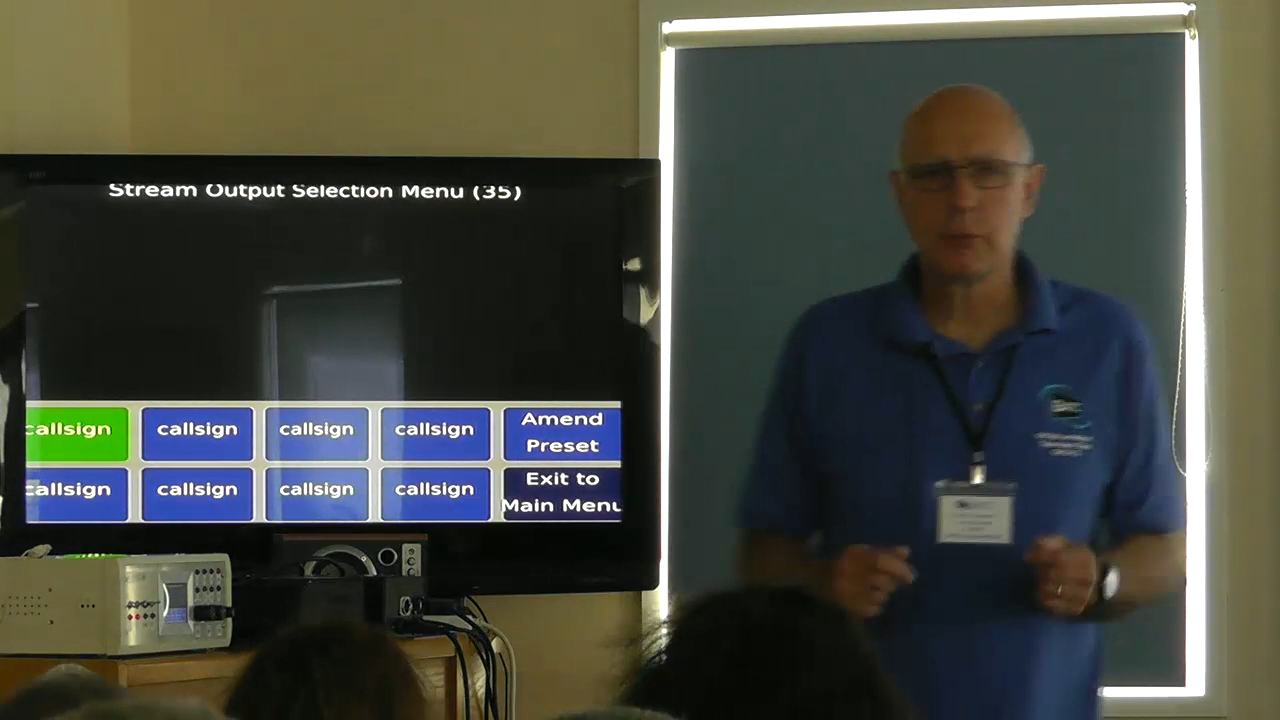 Stream Output Selection Menu (35)
callsign callsign callsign callsign Amend Preset
callsign callsign callsign callsign Exit to Main Menu